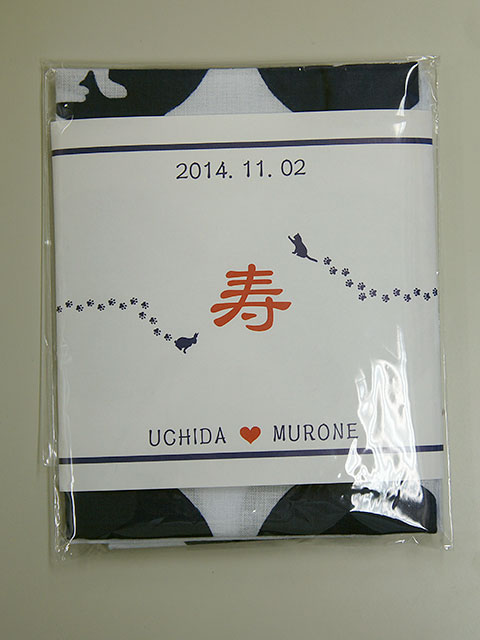 2014. 11. 02
寿
UCHIDA ❤ MURONE